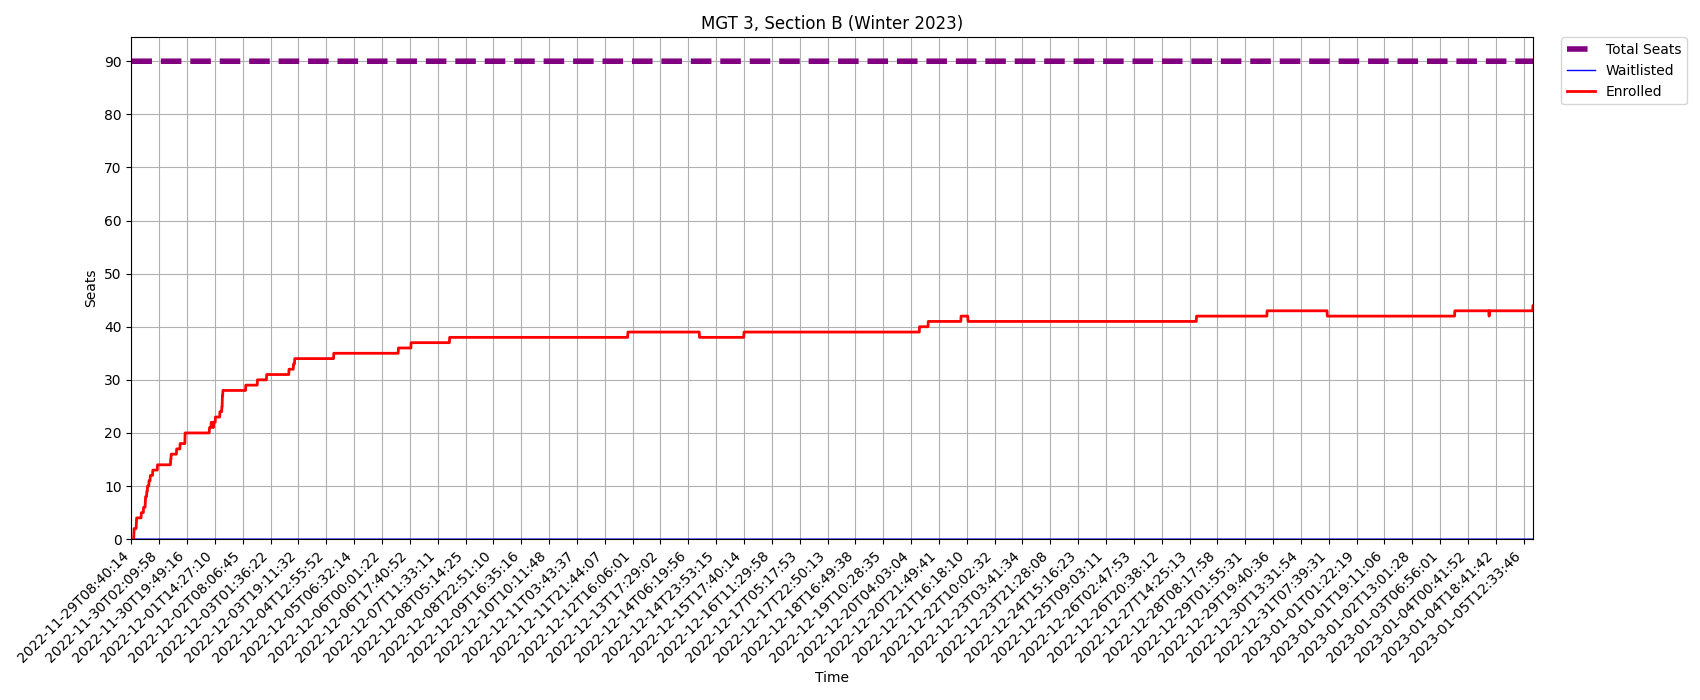 MGT 3, Section B (Winter 2023)
Total Seats
Waitlisted
Enrolled
Seats
90
80
70
60
50
40
30
20
10
0
2022-11-29T08:40:14
2022-11-30T02:09:58
2022-11-30T19:49:16
2022-12-01T14:27:10
2022-12-02T08:06:45
2022-12-03T01:36:22
2022-12-03T19:11:32
2022-12-04T12:55:52
2022-12-05T06:32:14
2022-12-06T00:01:22
2022-12-06T17:40:52
2022-12-07T11:33:11
2022-12-08T05:14:25
2022-12-08T22:51:10
2022-12-09T16:35:16
2022-12-10T10:11:48
2022-12-11T03:43:37
2022-12-11T21:44:07
2022-12-12T16:06:01
2022-12-13T17:29:02
2022-12-14T06:19:56
2022-12-14T23:53:15
2022-12-15T17:40:14
2022-12-16T11:29:58
2022-12-17T05:17:53
2022-12-17T22:50:13
2022-12-18T16:49:38
2022-12-19T10:28:35
2022-12-20T04:03:04
2022-12-20T21:49:41
2022-12-21T16:18:10
2022-12-22T10:02:32
2022-12-23T03:41:34
2022-12-23T21:28:08
2022-12-24T15:16:23
2022-12-25T09:03:11
2022-12-26T02:47:53
2022-12-26T20:38:12
2022-12-27T14:25:13
2022-12-28T08:17:58
2022-12-29T01:55:31
2022-12-29T19:40:36
2022-12-30T13:31:54
2022-12-31T07:39:31
2023-01-01T01:22:19
2023-01-01T19:11:06
2023-01-02T13:01:28
2023-01-03T06:56:01
2023-01-04T00:41:52
2023-01-04T18:41:42
2023-01-05T12:33:46
Time